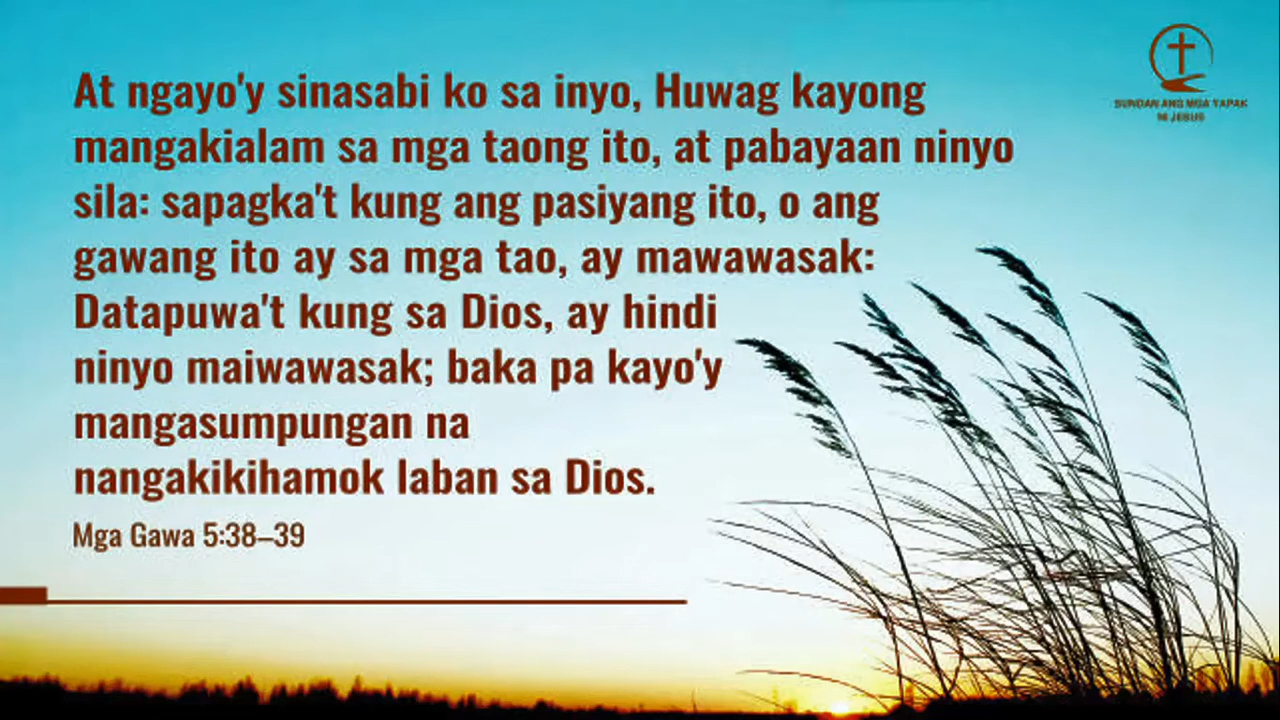 At ngayo'y sinasabi ko sa inyo, Huwag kayong
mangakialam sa mga taong ito, at pabayaan ninyo
sila: sapagka't kung ang pasiyang ito, o ang
gawang ito ay sa mga tao, ay mawawasak:
Datapuwa't kung sa Dios, ay hindi
ninyo maiwawasak; baka pa kayo'y
mangasumpungan na
nangakikihamok laban sa Dios.
Mga Gawa 5:38–39
SUNDAN ANG MGA YAPAK
NI JESUS